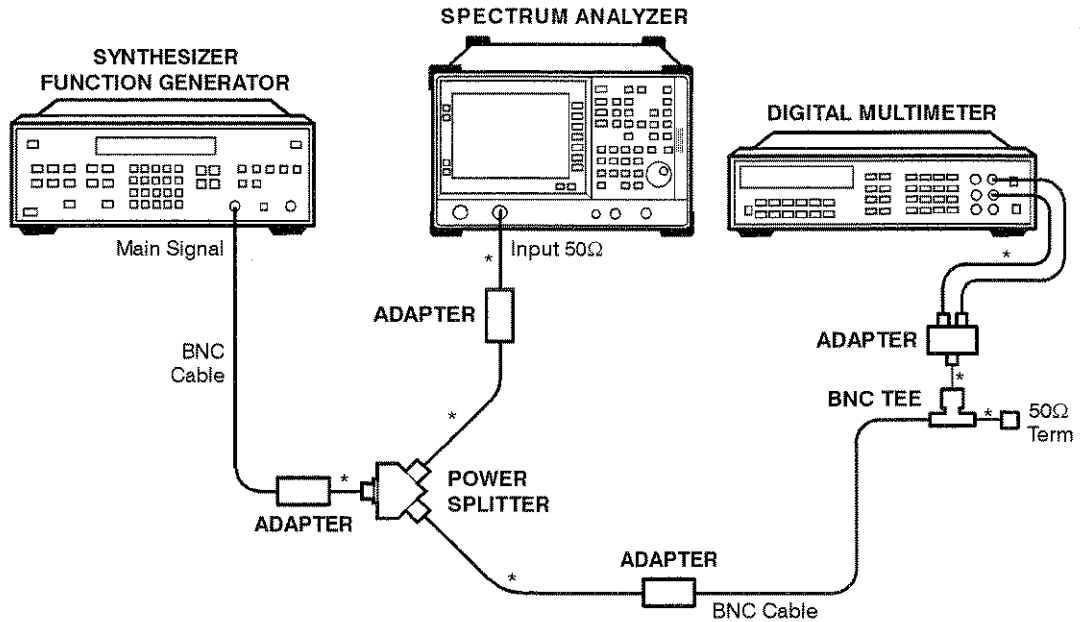 SPECTRUM ANALYZER
SYNTHESIZER
FUNCTION GENERATOR
DIGITAL MULTIMETER
Main Signal
* Input 50Ω
*
ADAPTER
ADAPTER
BNC
Cable
*
BNC TEE
*
50Ω
Term
*
POWER
SPLITTER
*
ADAPTER
ADAPTER
*
BNC Cable